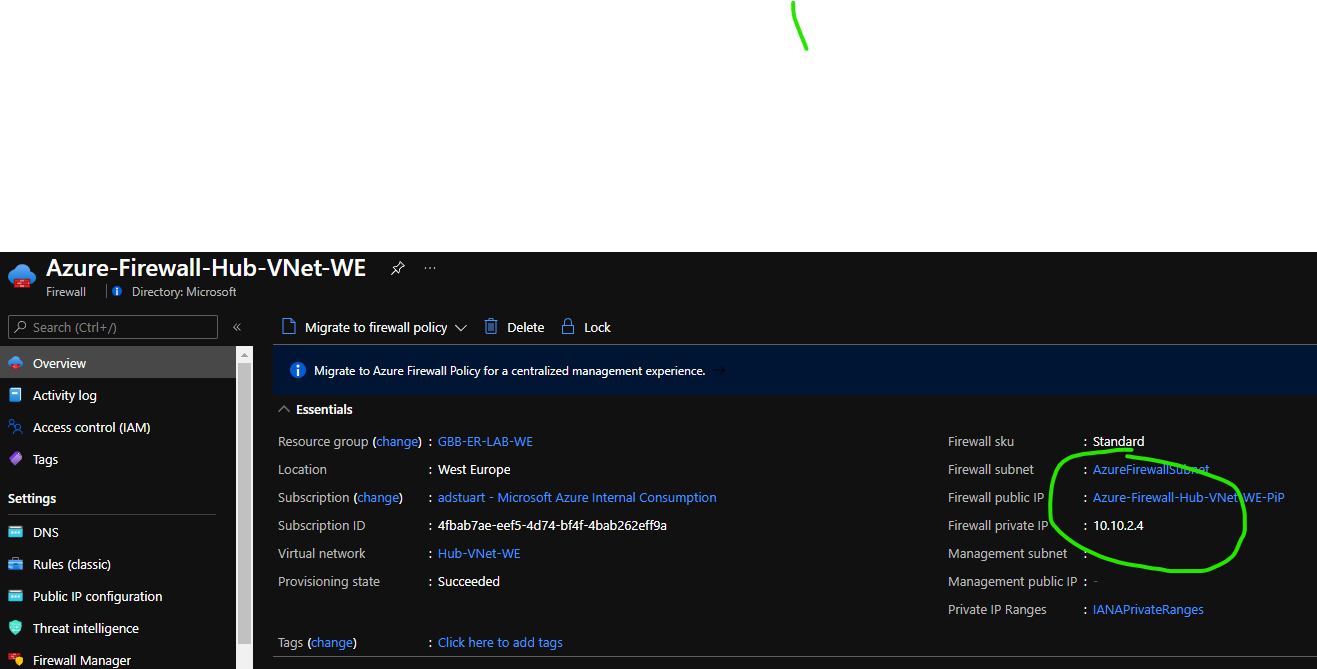 Azure-Firewall-Hub-VNet-WE ...
Firewall Directory: Microsoft
Search (Ctrl+/) «
Migrate to firewall policy Delete Lock
Overview
Activity log
Access control (IAM)
Tags
Settings
DNS
Rules (classic)
Public IP configuration
Threat intelligence
Firewall Manager
Migrate to Azure Firewall Policy for a centralized management experience. →
Essentials
Resource group (change) : GBB-ER-LAB-WE
Location : West Europe
Subscription (change) : adstuart - Microsoft Azure Internal Consumption
Subscription ID : 4fbab7ae-eef5-4d74-bf4f-4bab262eff9a
Virtual network : Hub-VNet-WE
Provisioning state : Succeeded
Firewall sku : Standard
Firewall subnet : AzureFirewallSubnet
Firewall public IP : Azure-Firewall-Hub-VNet-WE-PiP
Firewall private IP : 10.10.2.4
Management subnet :
Management public IP : -
Private IP Ranges : IANAPrivateRanges
Tags (change) : Click here to add tags